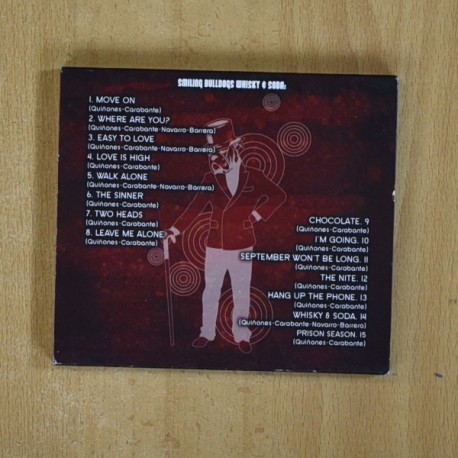 SMILING BULLDOGS WHISKY & SODA:
1. MOVE ON
(Quiñones-Carabante)
2. WHERE ARE YOU?
(Quiñones-Carabante-Navarro-Barrera)
3. EASY TO LOVE
(Quiñones-Carabante-Navarro-Barrera)
4. LOVE IS HIGH
(Quiñones-Carabante)
5. WALK ALONE
(Quiñones-Carabante-Navarro-Barrera)
6. THE SINNER
(Quiñones-Carabante)
7. TWO HEADS
(Quiñones-Carabante)
8. LEAVE ME ALONE
(Quiñones-Carabante)
CHOCOLATE. 9
(Quiñones-Carabante)
I'M GOING. 10
(Quiñones-Carabante)
SEPTEMBER WON'T BE LONG. 11
(Quiñones-Carabante)
THE NITE. 12
(Quiñones-Carabante)
HANG UP THE PHONE. 13
(Quiñones-Carabante)
WHISKY & SODA. 14
(Quiñones-Carabante-Navarro-Barrera)
PRISON SEASON. 15
(Quiñones-Carabante)